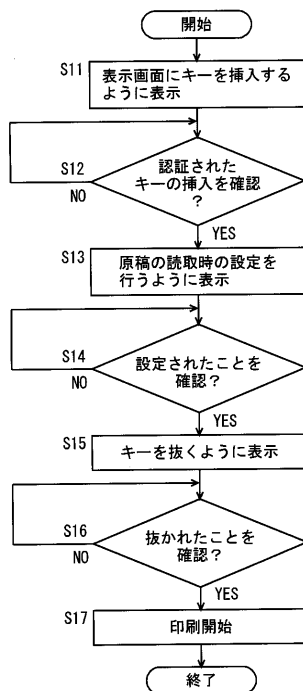 開始
S11
表示画面にキーを挿入する
ように表示
S12
認証された
キーの挿入を確認
?
NO
YES
S13
原稿の読取時の設定を
行うように表示
S14
設定されたことを
確認?
NO
YES
S15
キーを抜くように表示
S16
抜かれたことを
確認?
NO
YES
S17
印刷開始
終了